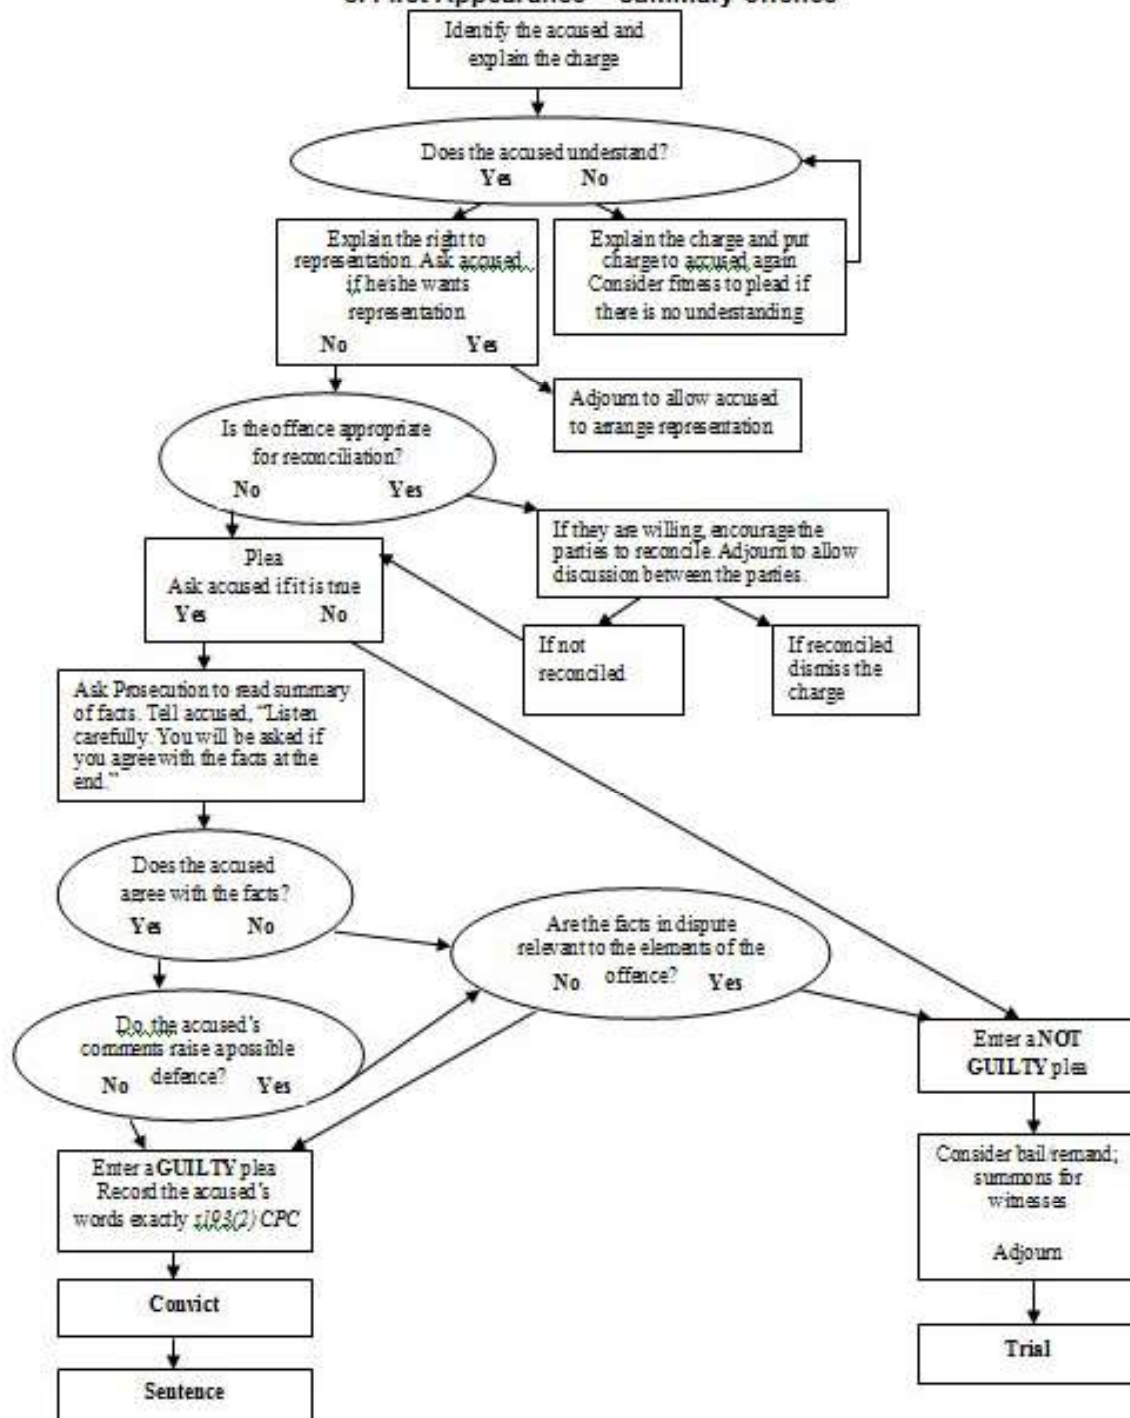 First Appearance – Summary Offence
Identify the accused and
explain the charge
Does the accused understand?
Yes No
Explain the right to
representation. Ask accused
if he/she wants
representation
No Yes
Explain the charge and put
charge to accused again
Consider fitness to plead if
there is no understanding
Adjourn to allow accused
to arrange representation
Is the offence appropriate
for reconciliation?
No Yes
If they are willing, encourage the
parties to reconcile. Adjourn to allow
discussion between the parties.
Plea
Ask accused if it is true
Yes No
If not
reconciled
If reconciled
dismiss the
charge
Ask Prosecution to read summary
of facts. Tell accused, “Listen
carefully. You will be asked if
you agree with the facts at the
end.”
Does the accused
agree with the facts?
Yes No
Are the facts in dispute
relevant to the elements of the
No offence? Yes
Do the accused's
comments raise a possible
No defence? Yes
Enter a NOT
GUILTY plea
Consider bail/remand;
summons for
witnesses
Adjourn
Trial
Enter a GUILTY plea
Record the accused's
words exactly s193(2) CPC
Convict
Sentence